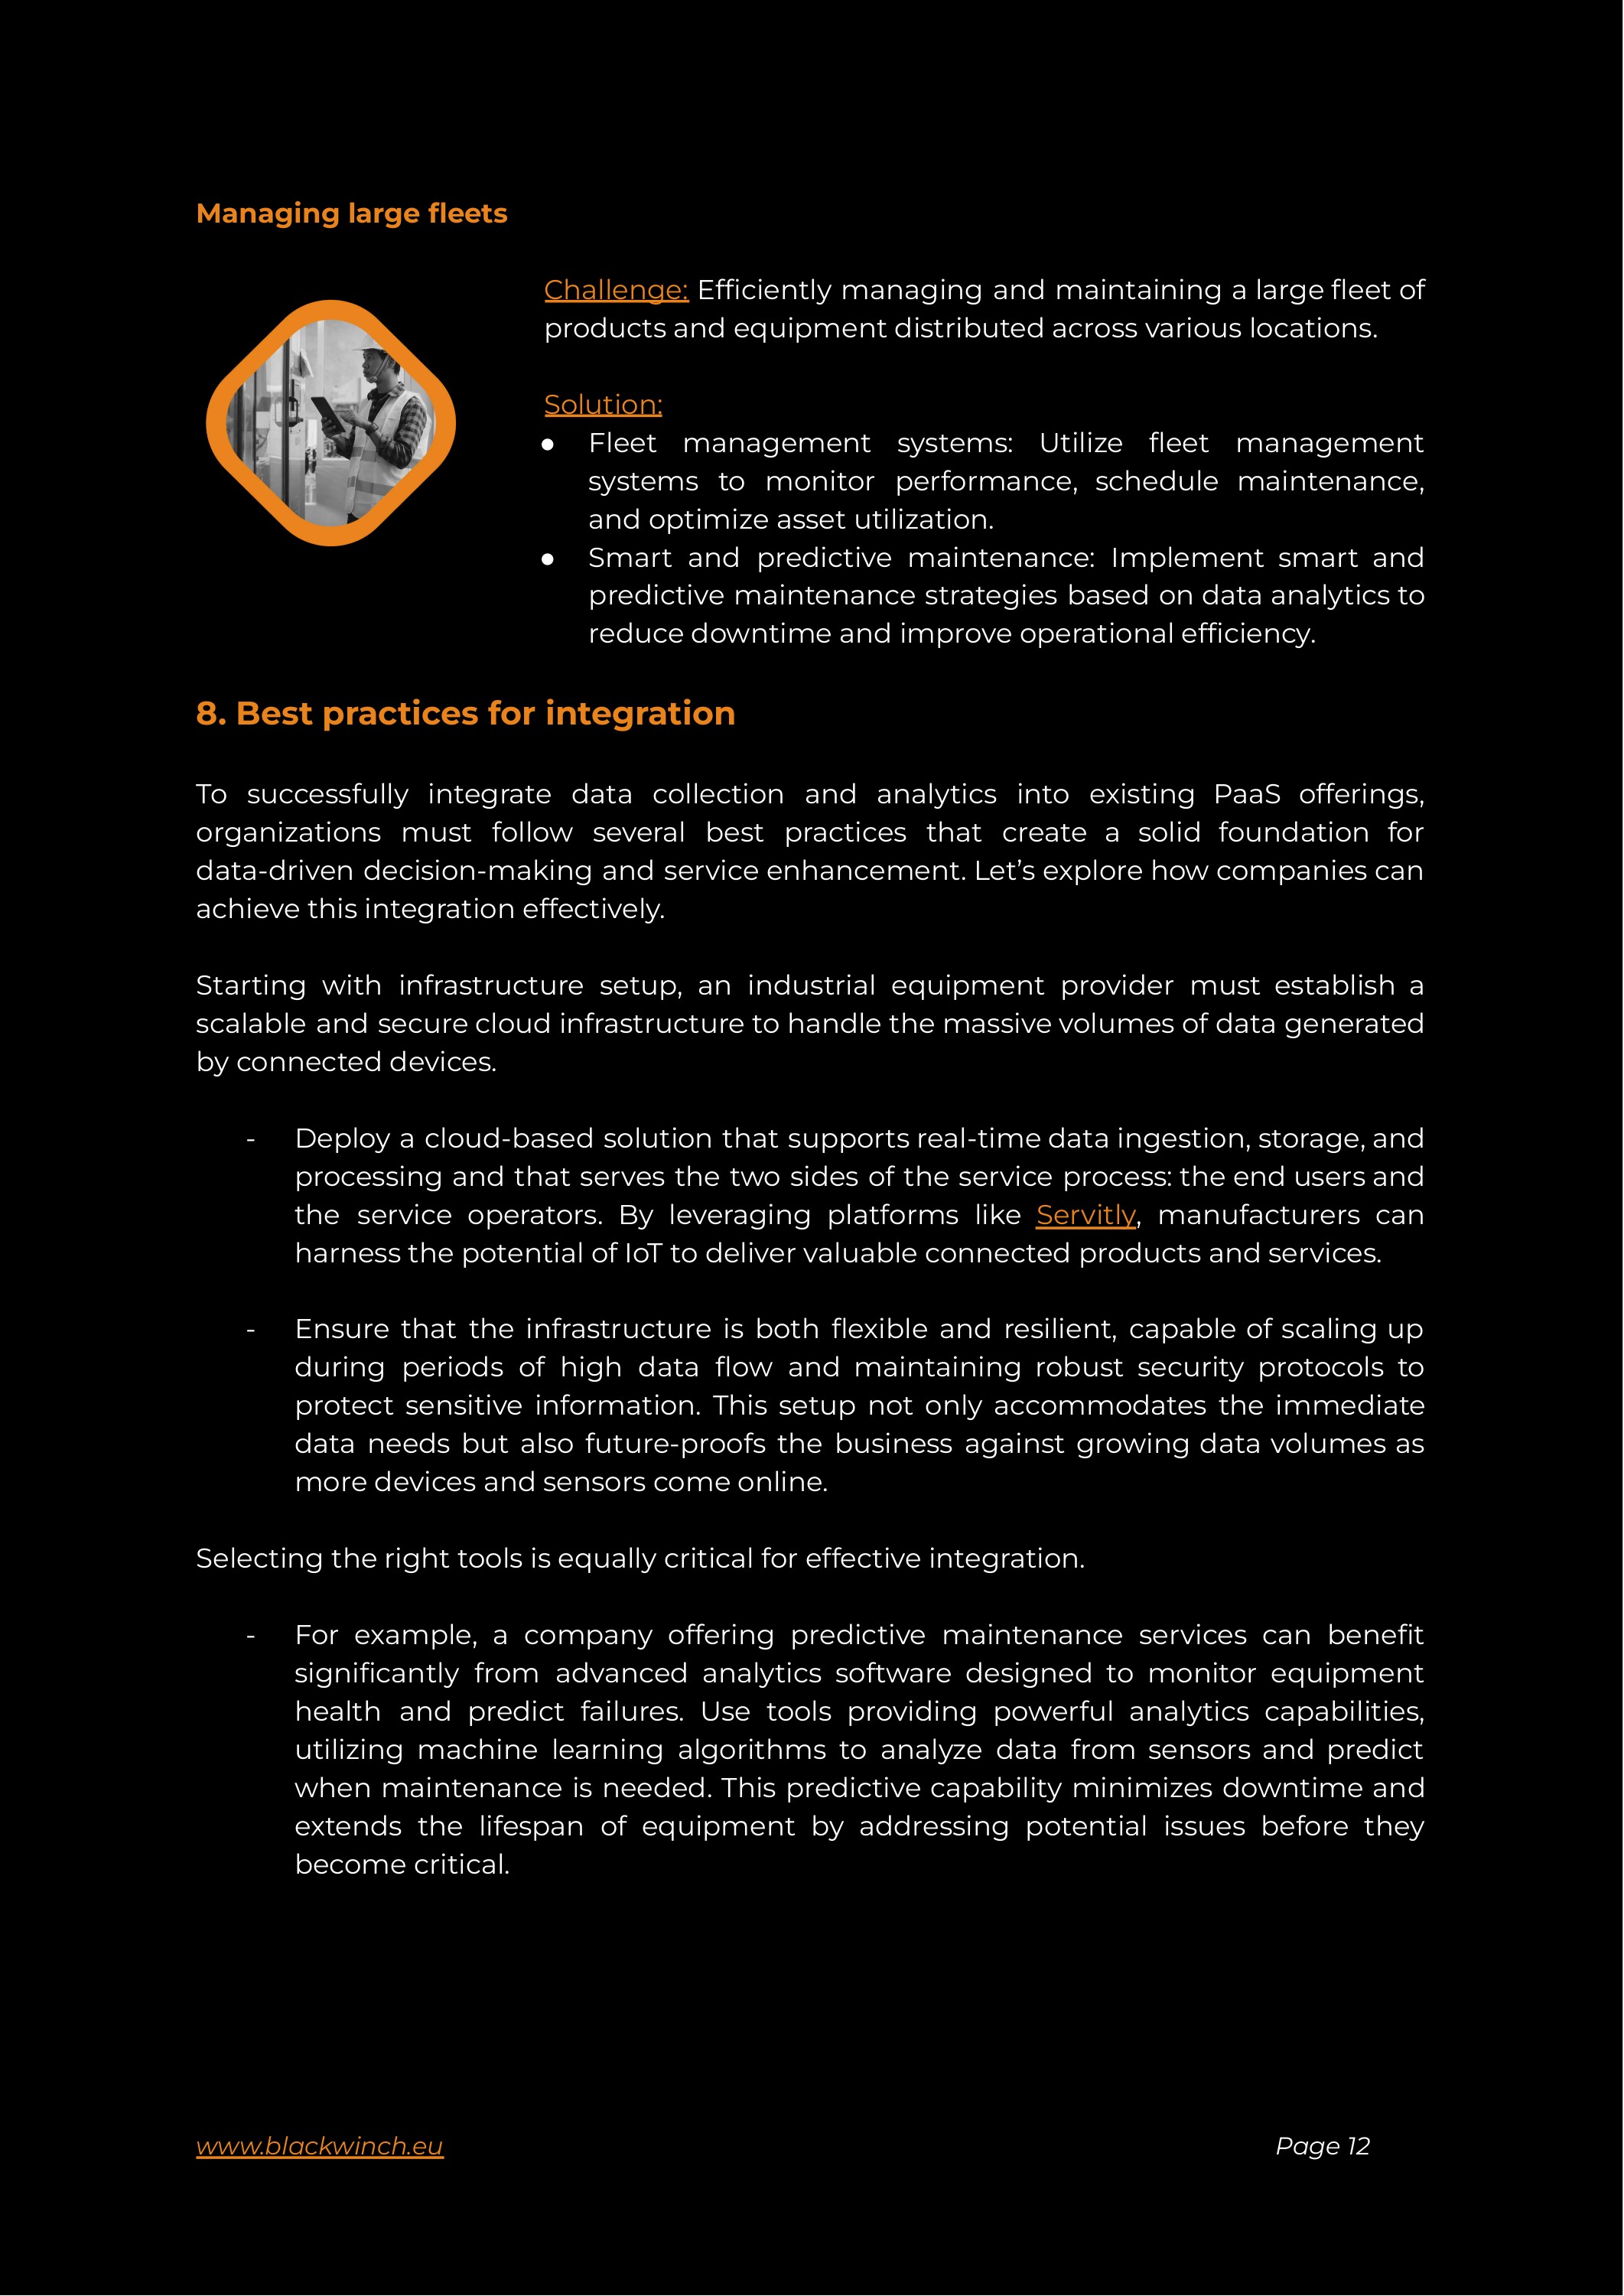 Managing large fleets
Challenge: Efficiently managing and maintaining a large fleet of
products and equipment distributed across various locations.
Solution:
● Fleet management systems: Utilize fleet management
systems to monitor performance, schedule maintenance,
and optimize asset utilization.
● Smart and predictive maintenance: Implement smart and
predictive maintenance strategies based on data analytics to
reduce downtime and improve operational efficiency.
8. Best practices for integration
To successfully integrate data collection and analytics into existing PaaS offerings,
organizations must follow several best practices that create a solid foundation for
data-driven decision-making and service enhancement. Let’s explore how companies can
achieve this integration effectively.
Starting with infrastructure setup, an industrial equipment provider must establish a
scalable and secure cloud infrastructure to handle the massive volumes of data generated
by connected devices.
- Deploy a cloud-based solution that supports real-time data ingestion, storage, and
processing and that serves the two sides of the service process: the end users and
the service operators. By leveraging platforms like Servitly, manufacturers can
harness the potential of IoT to deliver valuable connected products and services.
- Ensure that the infrastructure is both flexible and resilient, capable of scaling up
during periods of high data flow and maintaining robust security protocols to
protect sensitive information. This setup not only accommodates the immediate
data needs but also future-proofs the business against growing data volumes as
more devices and sensors come online.
Selecting the right tools is equally critical for effective integration.
- For example, a company offering predictive maintenance services can benefit
significantly from advanced analytics software designed to monitor equipment
health and predict failures. Use tools providing powerful analytics capabilities,
utilizing machine learning algorithms to analyze data from sensors and predict
when maintenance is needed. This predictive capability minimizes downtime and
extends the lifespan of equipment by addressing potential issues before they
become critical.
www.blackwinch.eu Page 12